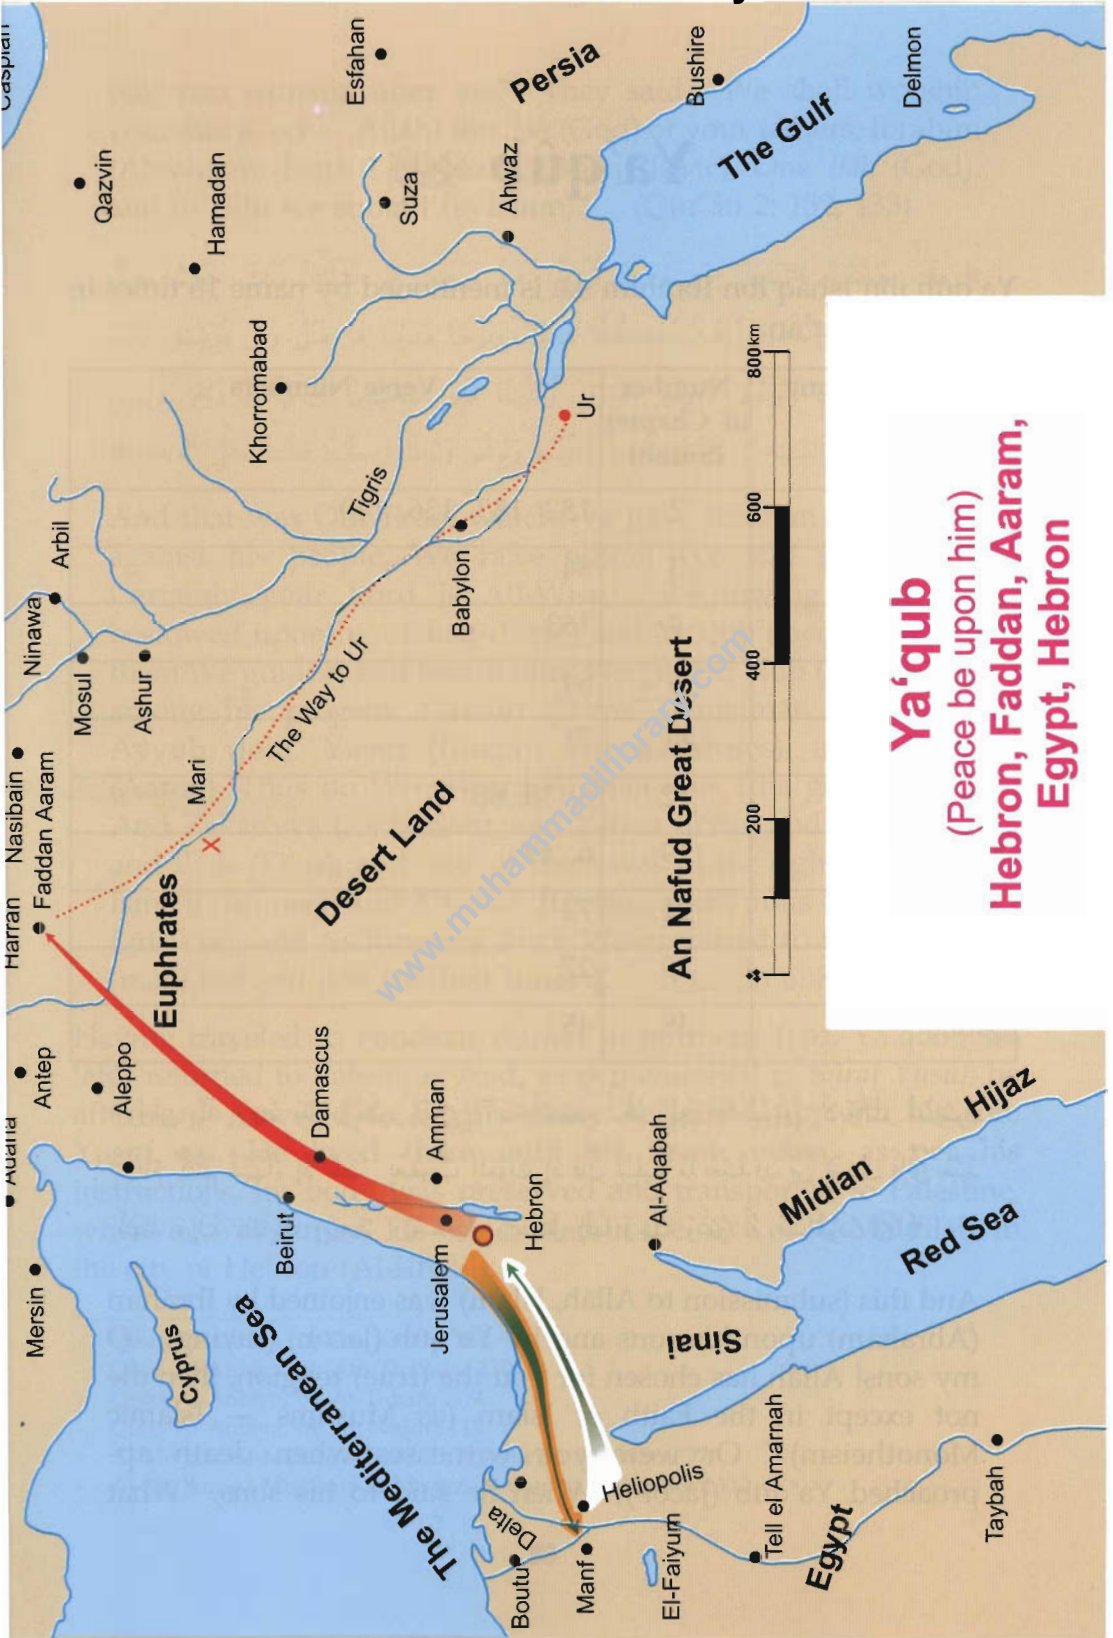 Mersin
Adana
Antep
Harran
Nasibain
Faddan Aaram
Ninawa
Arbil
Mosul
Qazvin
Aleppo
Ashur
Hamadan
Cyprus
Euphrates
Mari
The Mediterranean Sea
Beirut
Damascus
The Way to Ur
Khorromabad
Esfahan
Tigris
Desert Land
Suza
Jerusalem
Amman
Babylon
Ahwaz
Persia
Hebron
Ur
Delta
Boutu
Heliopolis
Manf
El-Faiyum
Sinai
Al-Aqabah
An Nafud Great Desert
Bushire
The Gulf
200
400
600
800km
Tell el Amarnah
Egypt
Midian
Delmon
Red Sea
Hijaz
Taybah
Ya‘qub
(Peace be upon him)
Hebron, Faddan, Aaram,
Egypt, Hebron
www.muhammadilibrary.com